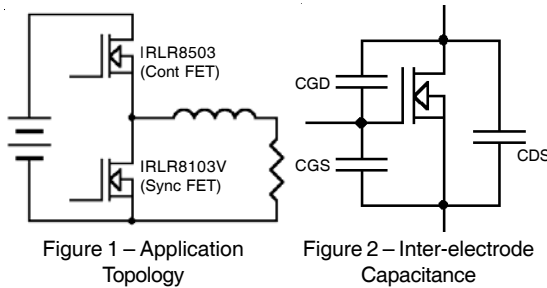 IRLR8503
(Cont FET)
IRLR8103V
(Sync FET)
Figure 1 – Application
Topology
CGD
CGS
CDS
Figure 2 – Inter-electrode
Capacitance